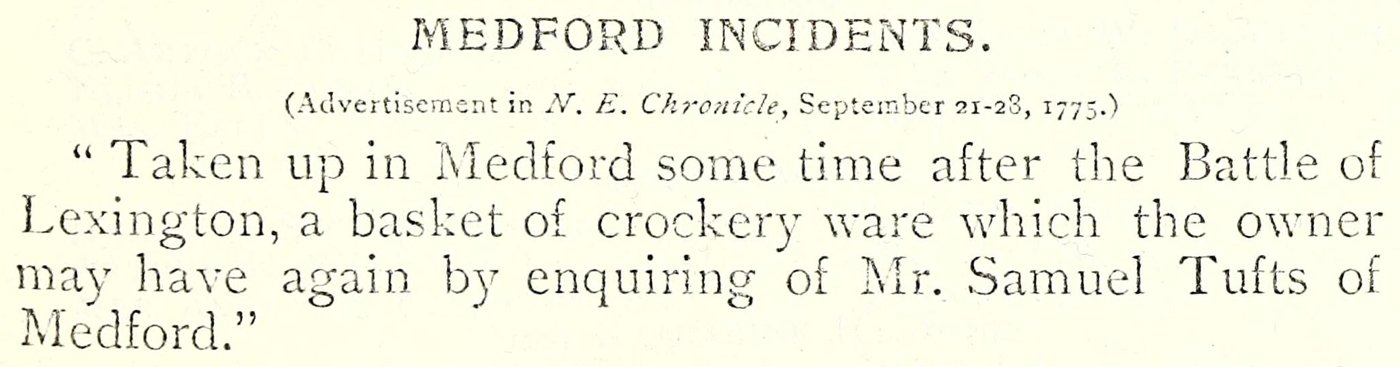 MEDFORD INCIDENTS.
(Advertisement in N. E. Chronicle, September 21-28, 1775.)
“ Taken up in Medford some time after the Battle of
Lexington, a basket of crockery ware which the owner
may have again by enquiring of Mr. Samuel Tufts of
Medford.”